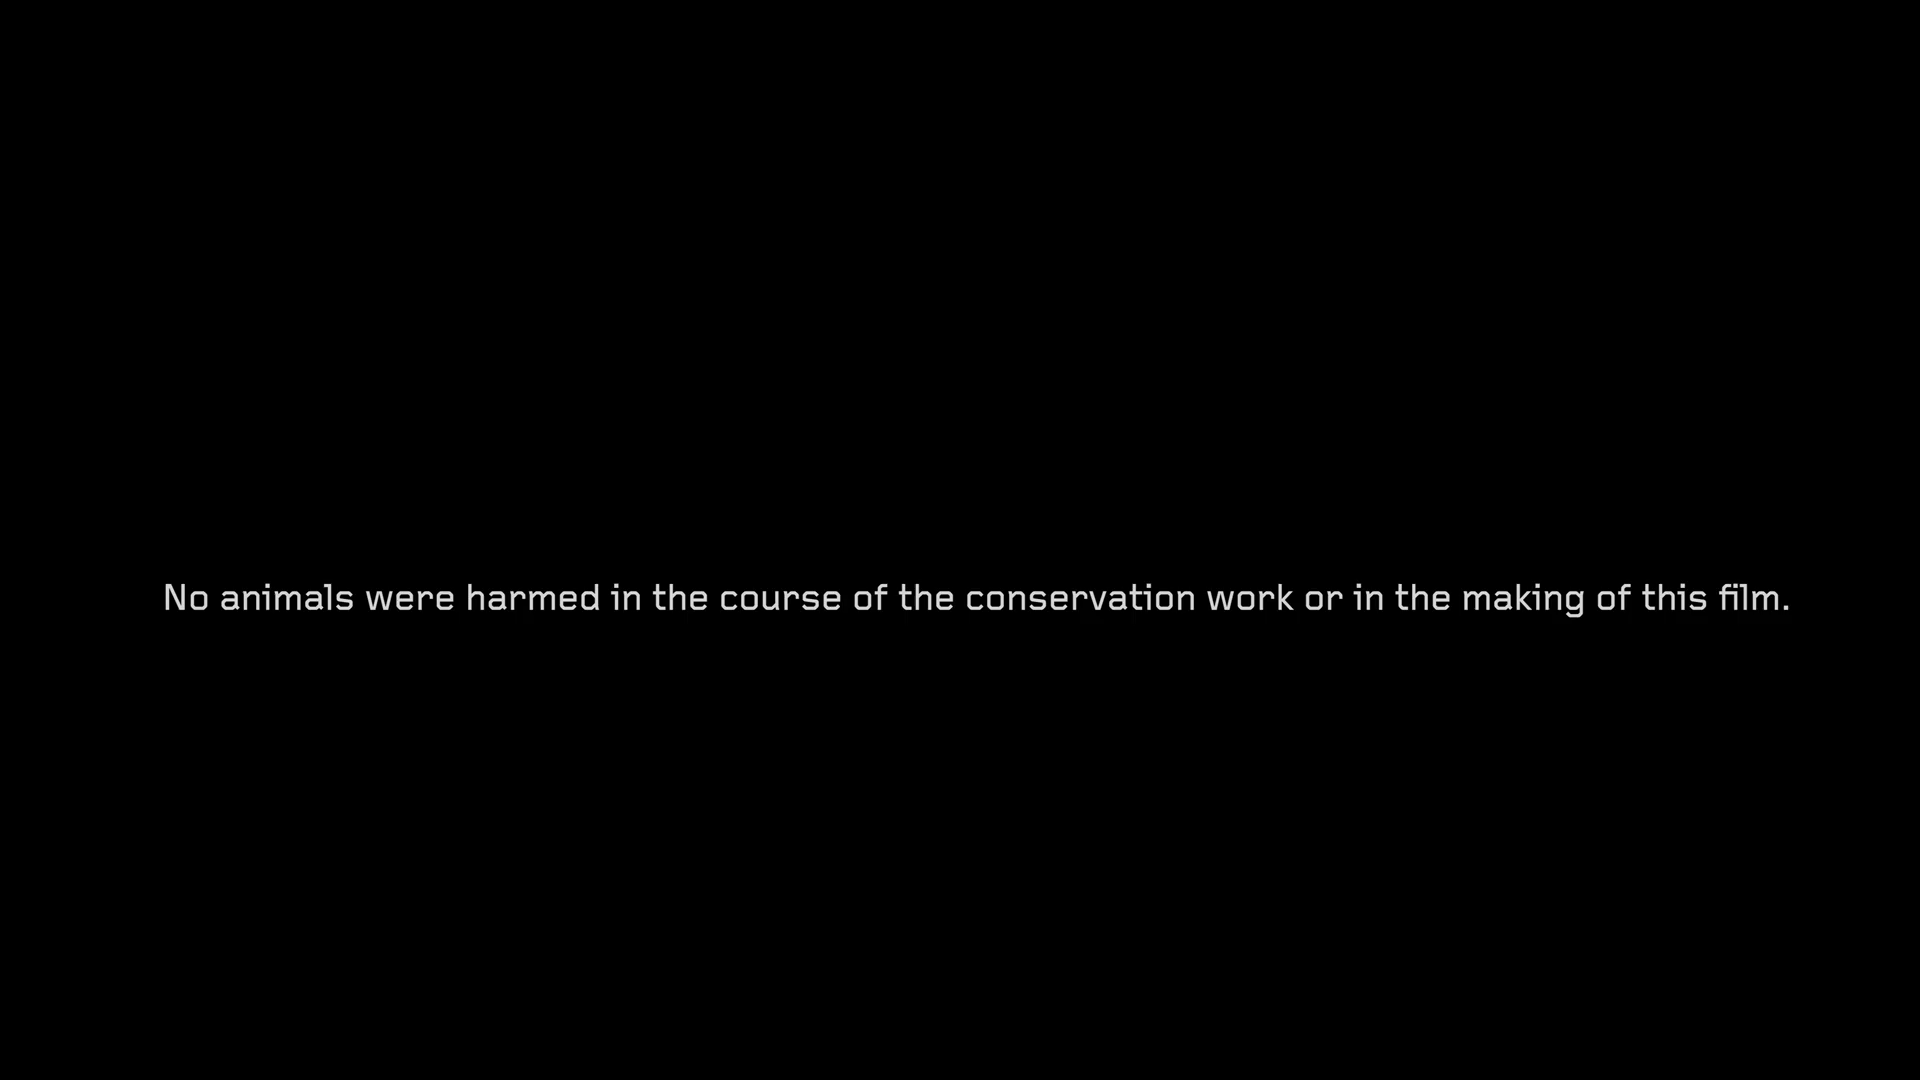 No animals were harmed in the course of the conservation work or in the making of this film.